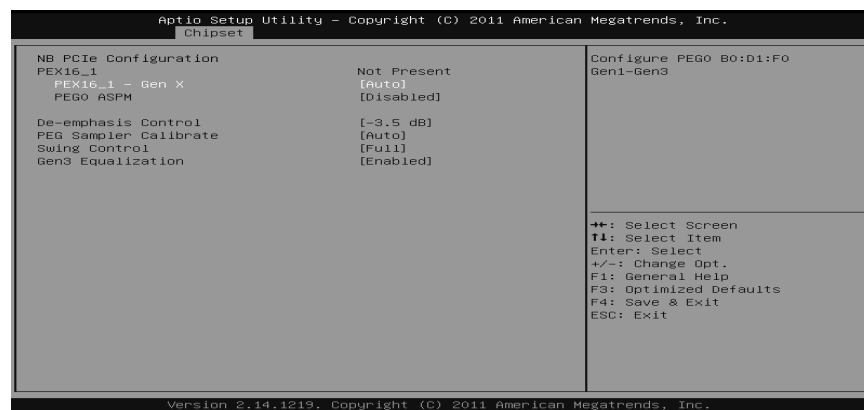 Aptio Setup Utility – Copyright (C) 2011 American Megatrends, Inc.
Chipset
NB PCIe Configuration
PEX16_1 Not Present
PEX16_1 – Gen X [Auto]
PEG0 ASPM [Disabled]
De-emphasis Control [-3.5 dB]
PEG Sampler Calibrate [Auto]
Swing Control [Full]
Gen3 Equalization [Enabled]
Configure PEG0 B0:D1:F0
Gen1-Gen3
→←: Select Screen
↑↓: Select Item
Enter: Select
+/-: Change Opt.
F1: General Help
F3: Optimized Defaults
F4: Save & Exit
ESC: Exit
Version 2.14.1219. Copyright (C) 2011 American Megatrends, Inc.